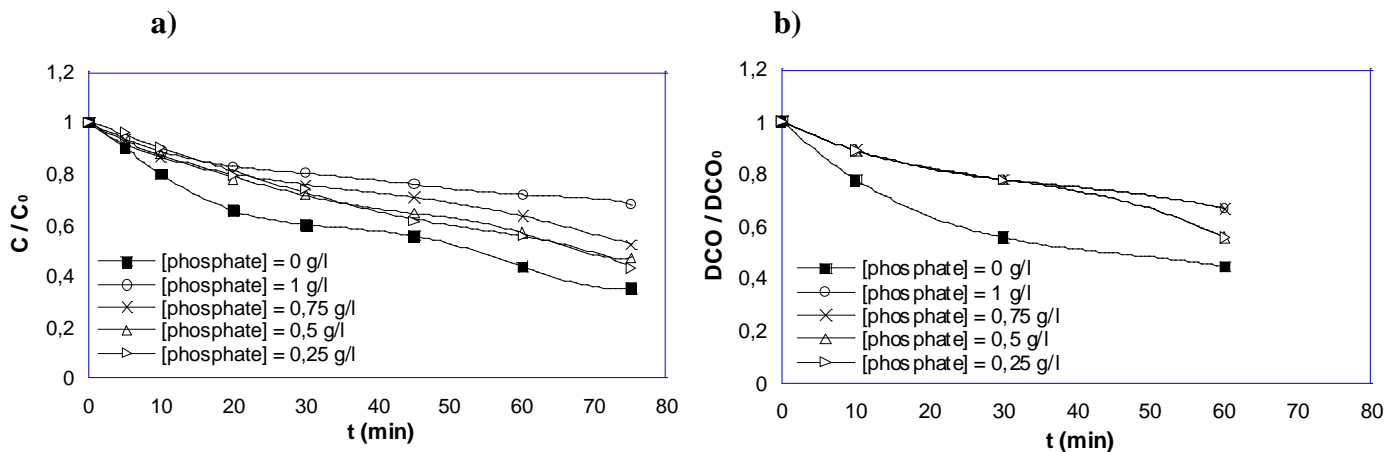 a)
C / C₀
1,2
1
0,8
0,6
0,4
0,2
0
[phosphate] = 0 g/l
[phosphate] = 1 g/l
[phosphate] = 0,75 g/l
[phosphate] = 0,5 g/l
[phosphate] = 0,25 g/l
0 10 20 30 40 50 60 70 80
t (min)
b)
DCO / DCO₀
1,2
1
0,8
0,6
0,4
0,2
0
[phosphate] = 0 g/l
[phosphate] = 1 g/l
[phosphate] = 0,75 g/l
[phosphate] = 0,5 g/l
[phosphate] = 0,25 g/l
0 10 20 30 40 50 60 70 80
t (min)